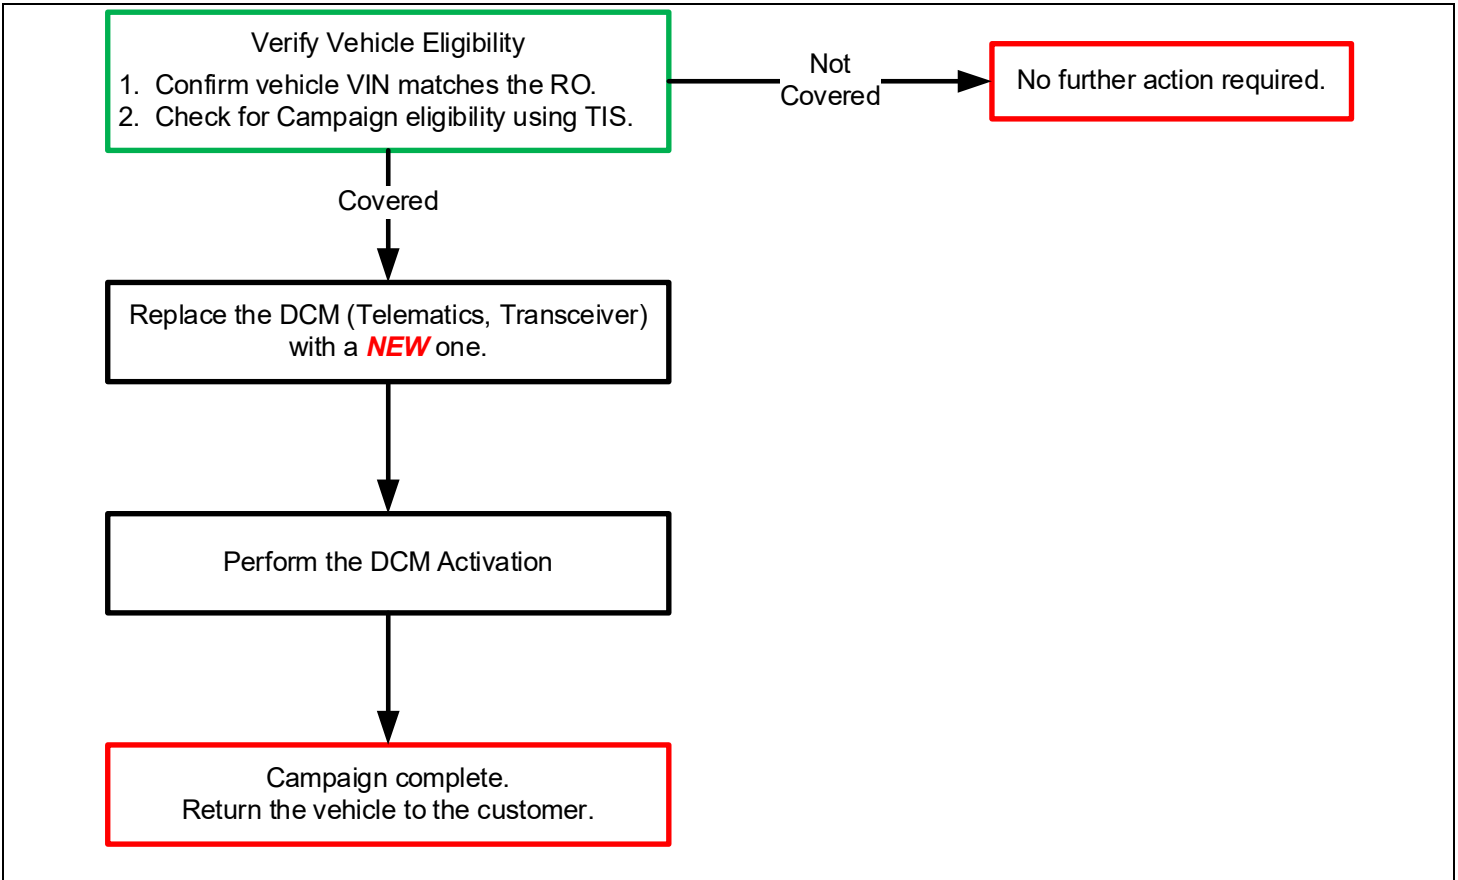 Verify Vehicle Eligibility
1. Confirm vehicle VIN matches the RO.
2. Check for Campaign eligibility using TIS.
Not
Covered
No further action required.
Covered
Replace the DCM (Telematics, Transceiver)
with a NEW one.
Perform the DCM Activation
Campaign complete.
Return the vehicle to the customer.